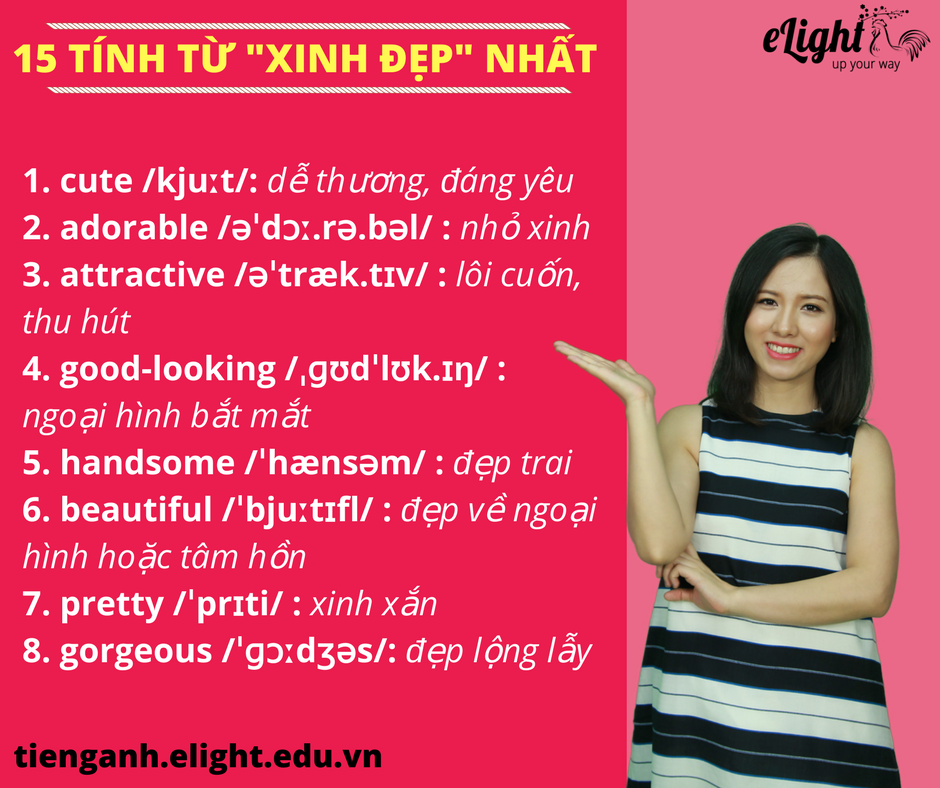 15 TÍNH TỪ "XINH ĐẸP" NHẤT
eLight
up your way
1. cute /kjuːt/: dễ thương, đáng yêu
2. adorable /əˈdɔː.rə.bəl/ : nhỏ xinh
3. attractive /əˈtræk.tɪv/ : lôi cuốn,
thu hút
4. good-looking /ˌɡʊdˈlʊk.ɪŋ/ :
ngoại hình bắt mắt
5. handsome /ˈhænsəm/ : đẹp trai
6. beautiful /ˈbjuːtɪfl/ : đẹp về ngoại
hình hoặc tâm hồn
7. pretty /ˈprɪti/ : xinh xắn
8. gorgeous /ˈɡɔːdʒəs/: đẹp lộng lẫy
tienganh.elight.edu.vn